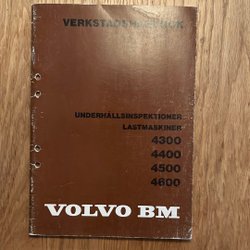 VERKSTADSHANDBOK
UNDERHÅLLSINSPEKTIONER
LASTMASKINER
4300
4400
4500
4600
VOLVO BM